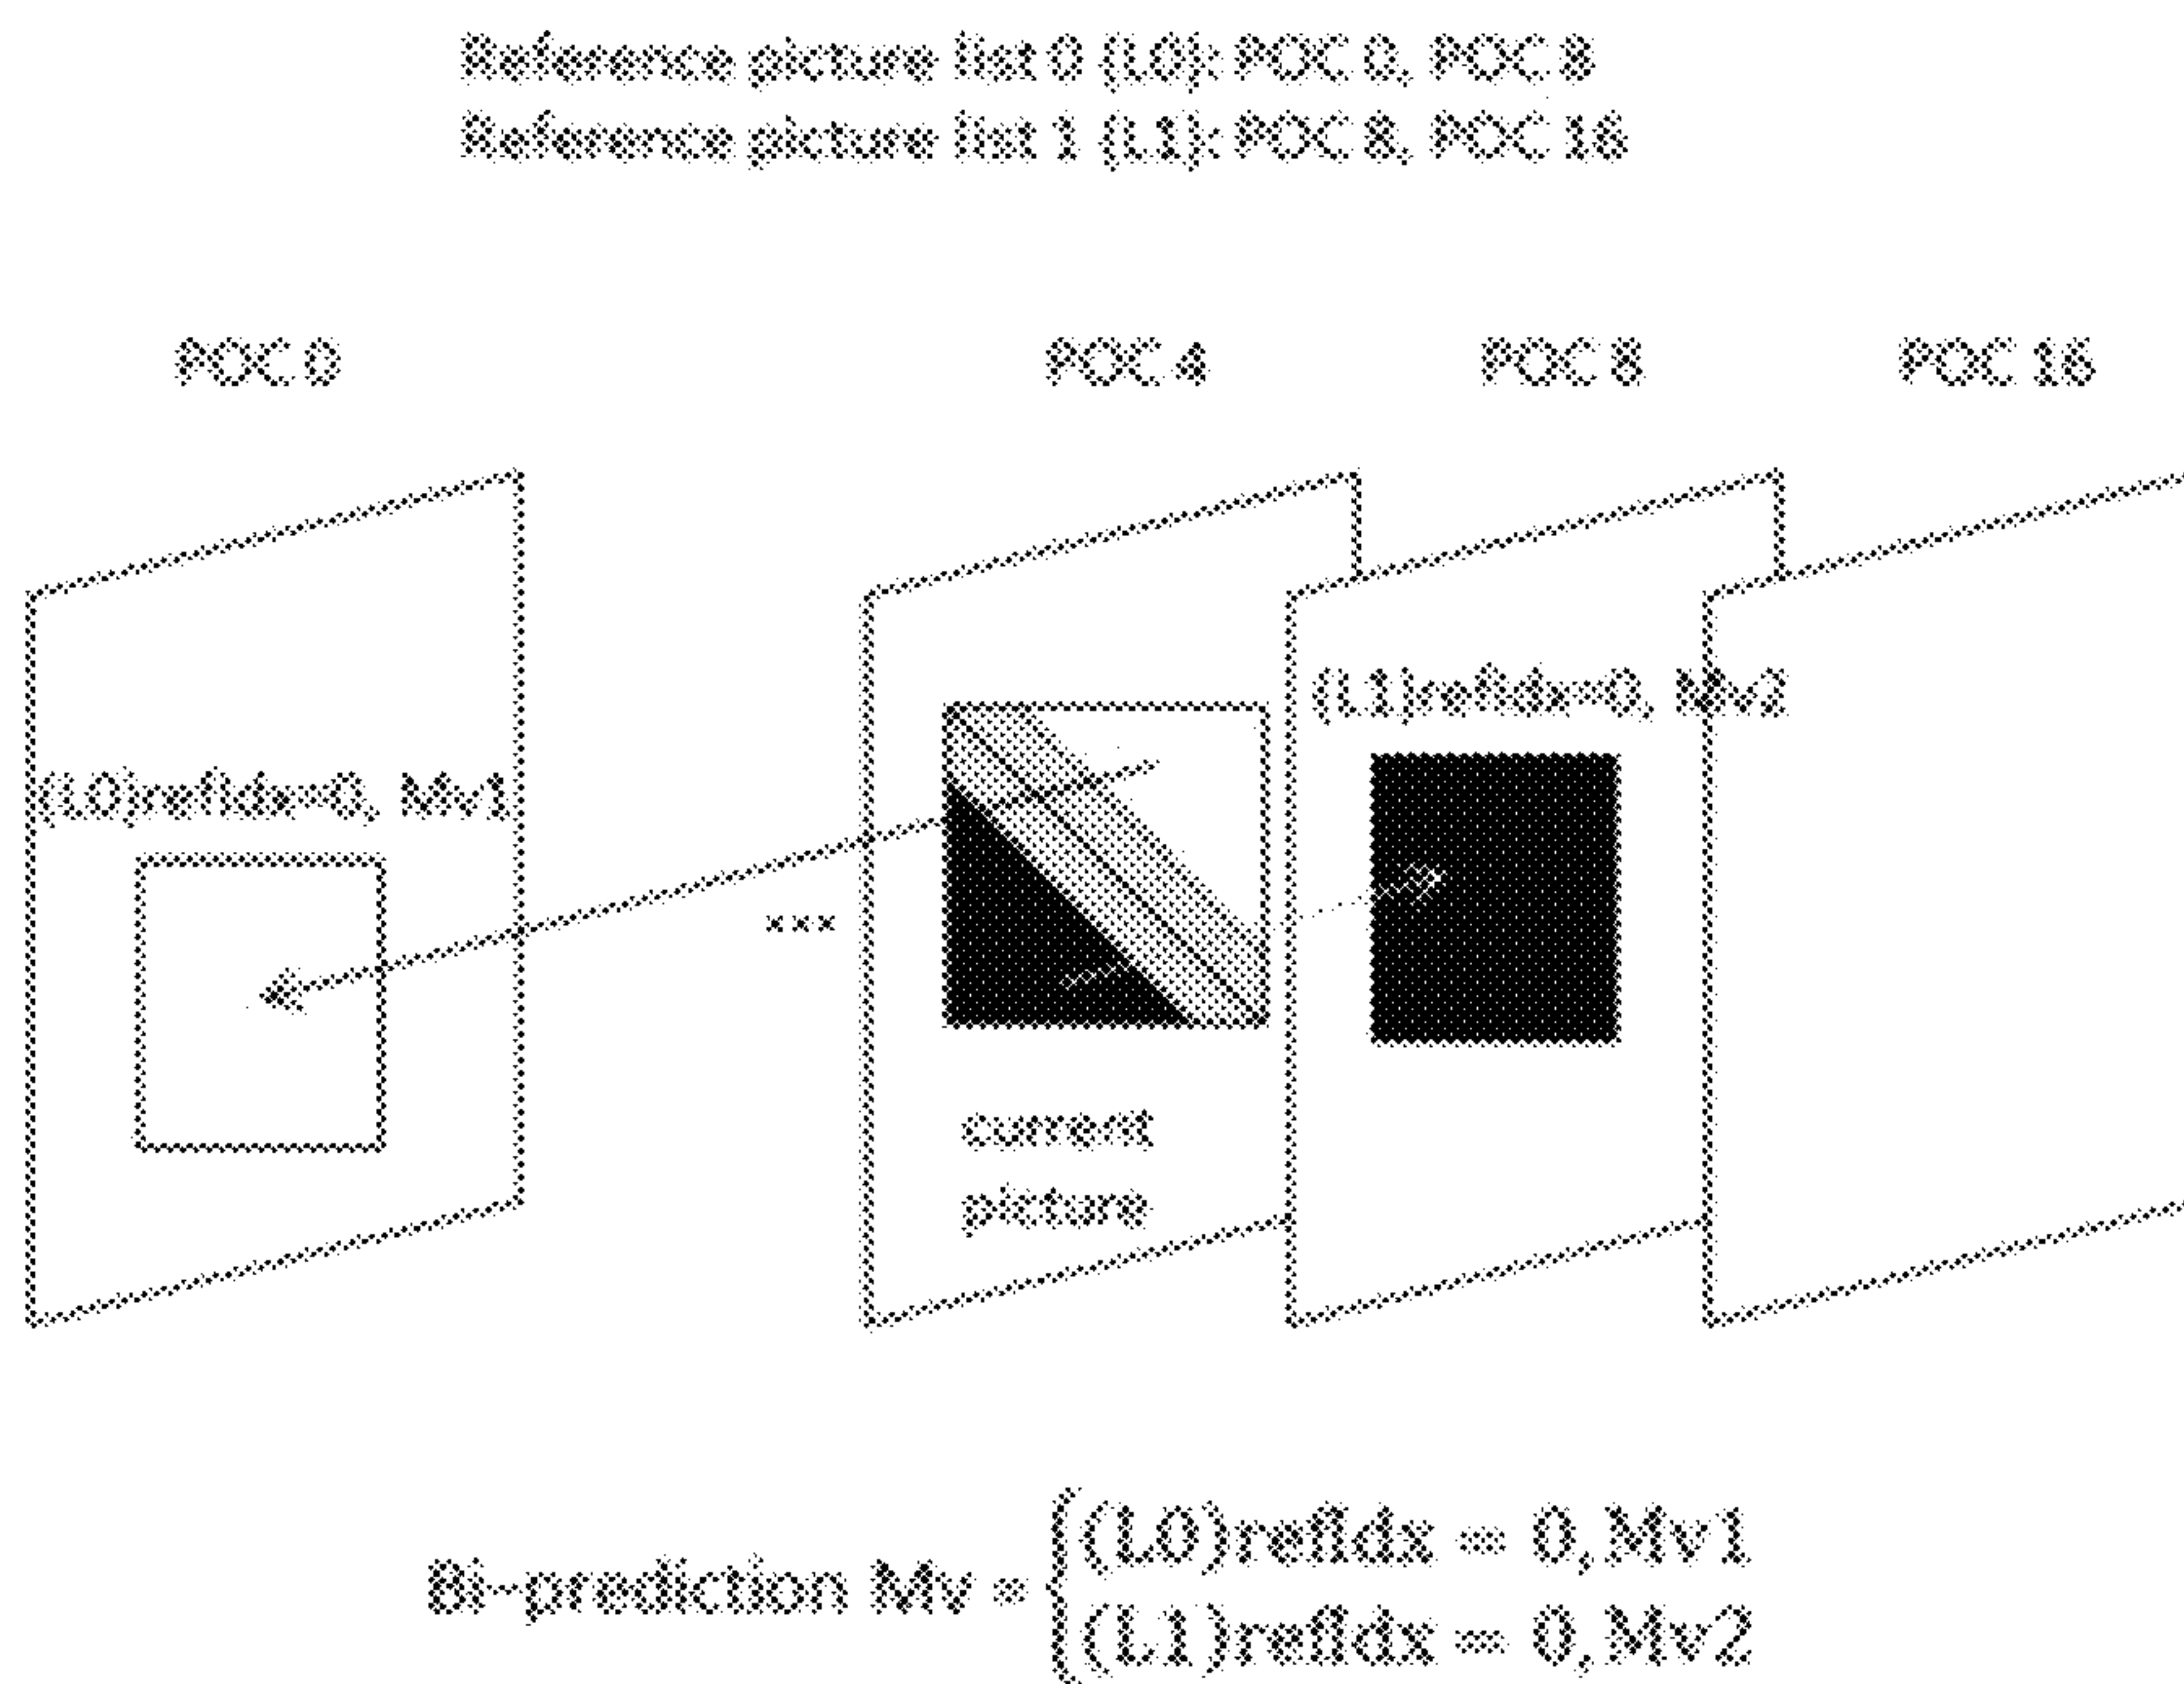 Reference picture list 0 (L0): POC 0, POC 8
Reference picture list 1 (L1): POC 8, POC 16
POC 0 POC 4 POC 8 POC 16
(L1)refIdx=0, Mv2
(L0)refIdx=0, Mv1
...
current
picture
Bi-prediction Mv = {(L0)refIdx = 0, Mv1
(L1)refIdx = 0, Mv2